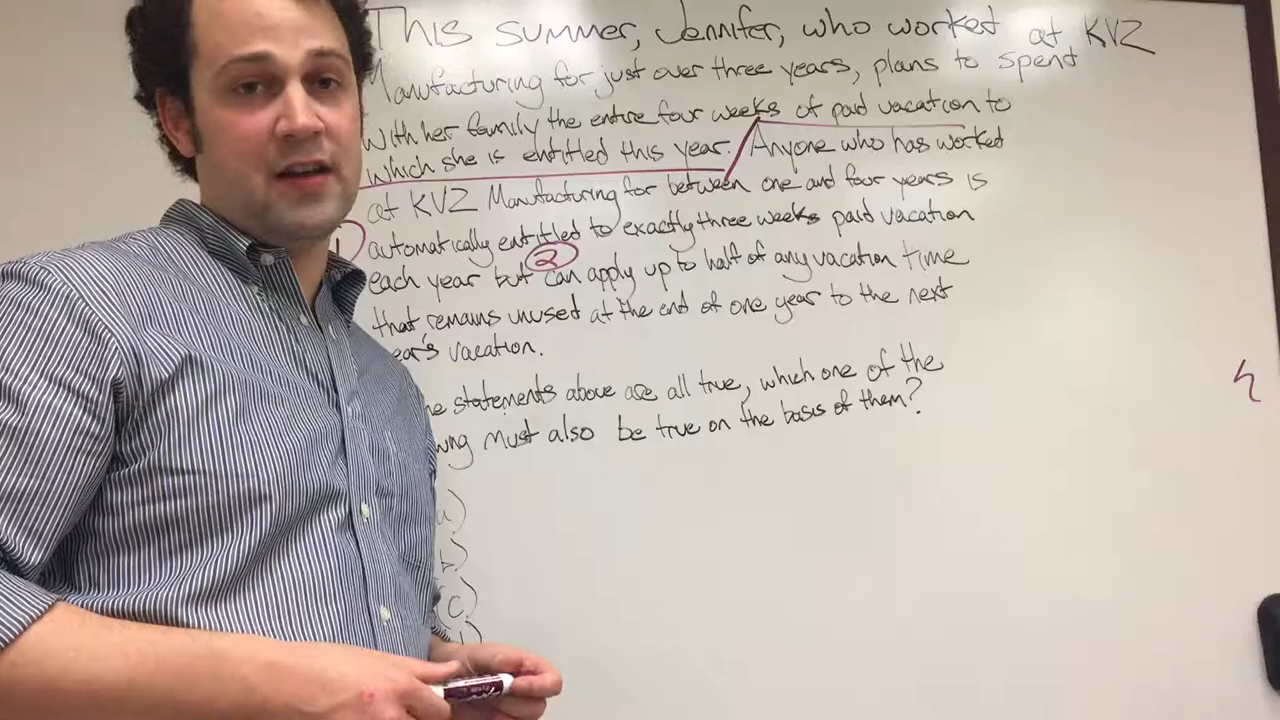 This summer, Jennifer, who worked at KVZ
Manufacturing for just over three years, plans to spend
with her family the entire four weeks of paid vacation to
which she is entitled this year. Anyone who has worked
at KVZ Manufacturing for between one and four years is
1) automatically entitled to exactly three weeks paid vacation
each year but 2 can apply up to half of any vacation time
that remains unused at the end of one year to the next
ear's vacation.
he statements above are all true, which one of the
wing must also be true on the basis of them?
a)
b)
(c)